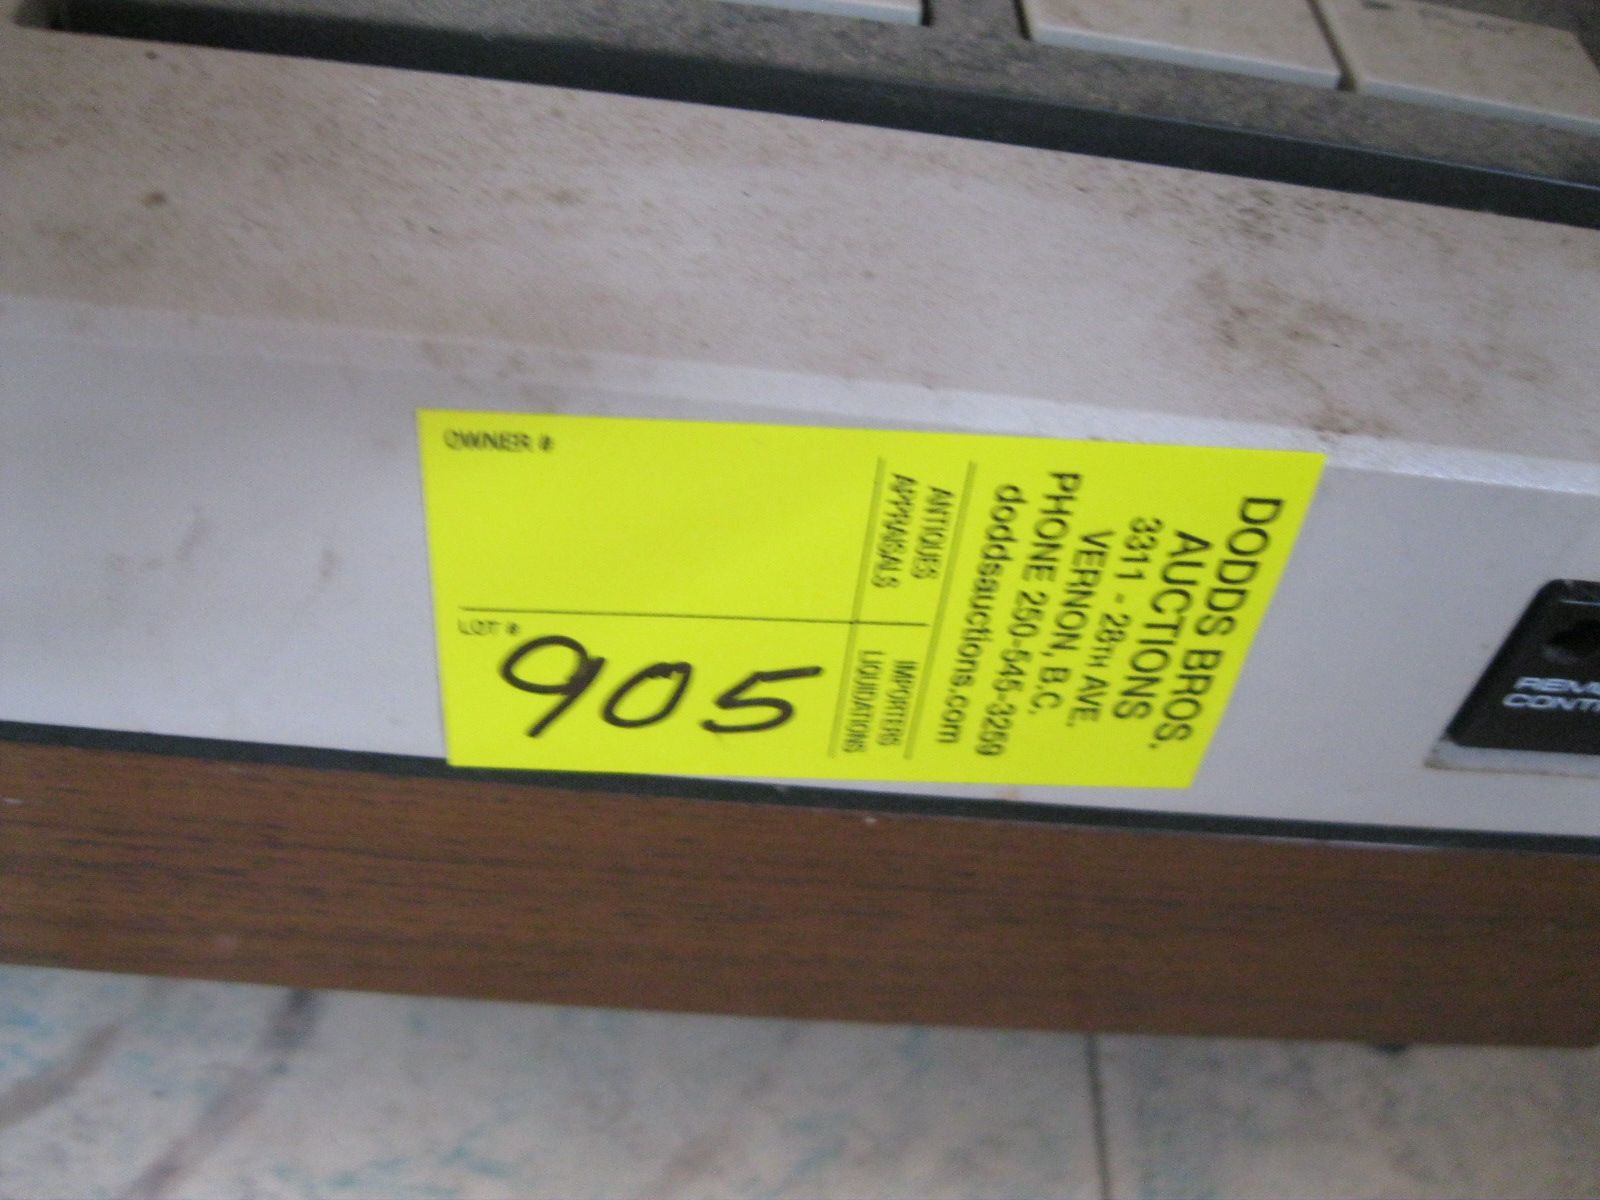 DODDS BROS.
AUCTIONS
3311 - 28TH AVE.
VERNON, B.C.
PHONE 250-545-3259
doddsauctions.com
ANTIQUES IMPORTERS
APPRAISALS LIQUIDATIONS
OWNER #
LOT #
905